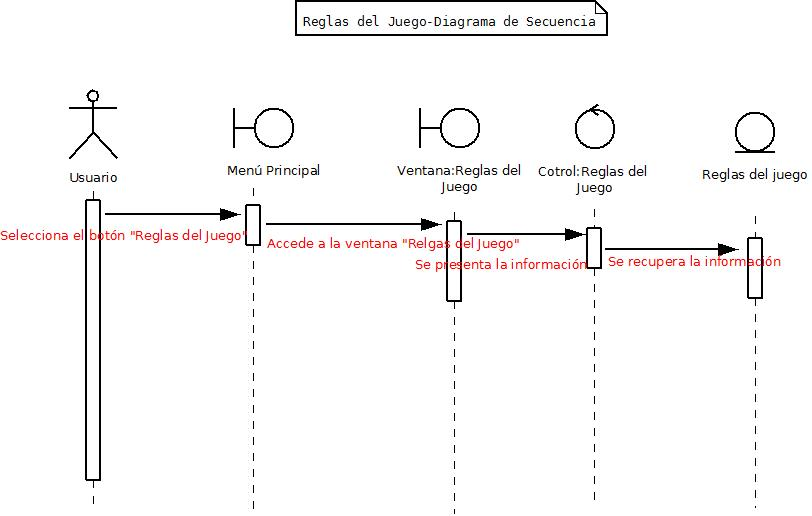 Reglas del Juego-Diagrama de Secuencia
Usuario
Menú Principal
Ventana:Reglas del
Juego
Cotrol:Reglas del
Juego
Reglas del juego
Selecciona el botón "Reglas del Juego"
Accede a la ventana "Relgas del Juego"
Se presenta la información
Se recupera la información